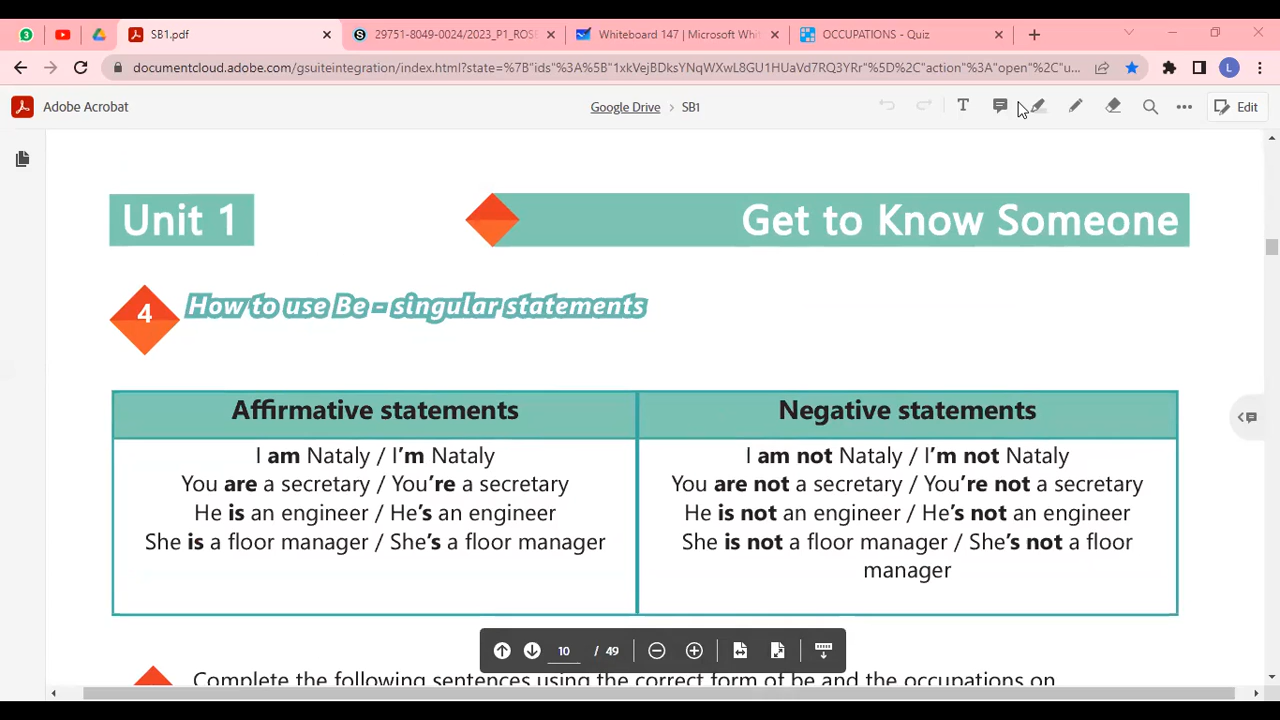 3
SB1.pdf
29751-8049-0024/2023_P1_ROSE
Whiteboard 147 | Microsoft Whi
OCCUPATIONS - Quiz
documentcloud.adobe.com/gsuiteintegration/index.html?state=%7B"ids"%3A%5B"1xkVejBDksYNqWXwL8GU1HUaVd7RQ3YRr"%5D%2C"action"%3A"open"%2C"u...
L
Adobe Acrobat
Google Drive > SB1
T
Edit
Unit 1
Get to Know Someone
4
How to use Be - singular statements
Affirmative statements
I am Nataly / I'm Nataly
You are a secretary / You're a secretary
He is an engineer / He's an engineer
She is a floor manager / She's a floor manager
Negative statements
I am not Nataly / I'm not Nataly
You are not a secretary / You're not a secretary
He is not an engineer / He's not an engineer
She is not a floor manager / She's not a floor
manager
10 / 49
Complete the following sentences using the correct form of be and the occupations on